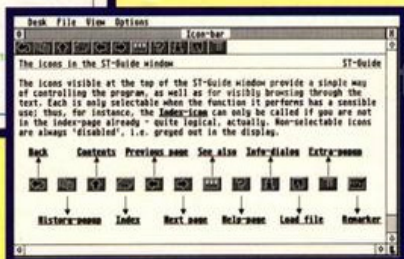 Desk File View Options
Icon-bar
The icons in the ST-Guide window ST-Guide
The icons visible at the top of the ST-Guide window provide a simple way
of controlling the program, as well as for visibly browsing through the
text. Each is only selectable when the function it performs has a sensible
use; thus, for instance, the Index-icon can only be called if you are not
in the index-page already - quite logical, actually. Non-selectable icons
are always 'disabled', i.e. greyed out in the display.
Back Contents Previous page See also Info-dialog Extra-popup
History-popup Index Next page Help-page Load file Remarker